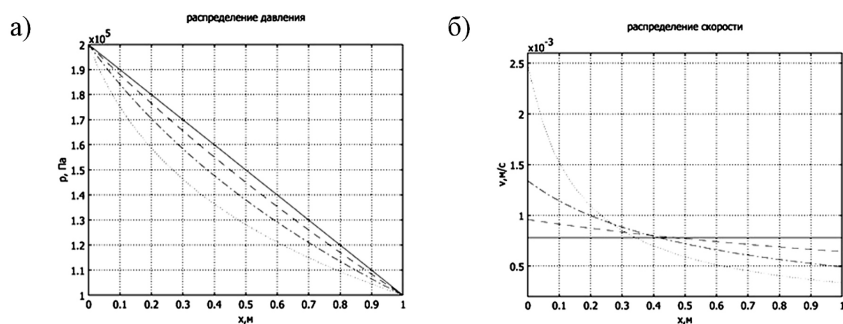 а)
распределение давления
x10⁵
2
1.9
1.8
1.7
1.6
1.5
1.4
1.3
1.2
1.1
1
p, Па
0 0.1 0.2 0.3 0.4 0.5 0.6 0.7 0.8 0.9 1
x,м
б)
распределение скорости
x10⁻³
2.5
2
1.5
1
0.5
v,м/с
0 0.1 0.2 0.3 0.4 0.5 0.6 0.7 0.8 0.9 1
x,м